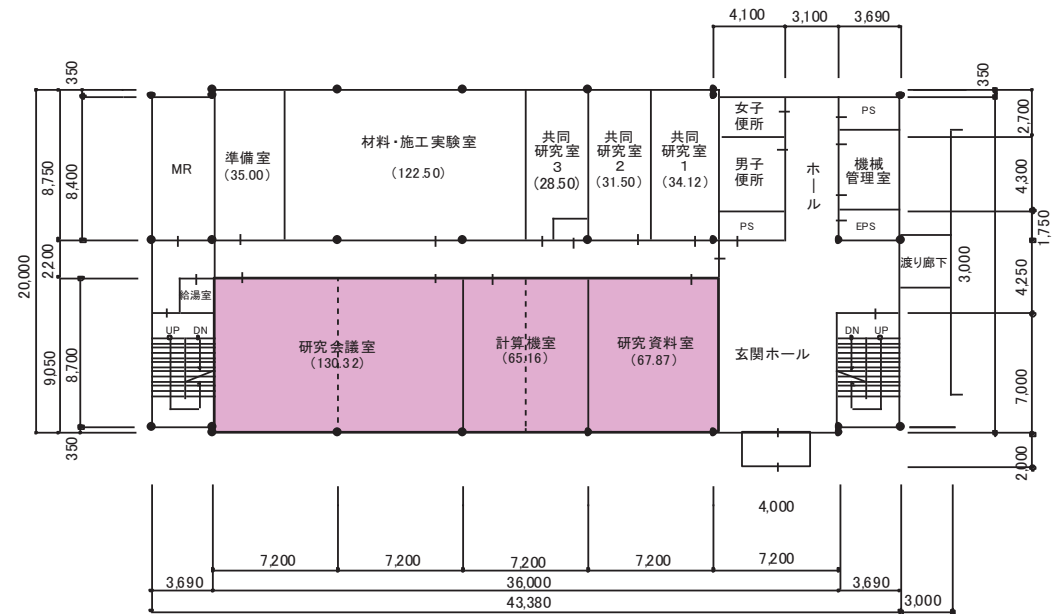 4,100
3,100
3,690
350
350
20,000
8,750
8,400
2200
9,050
8,700
350
MR
準備室
(35.00)
材料・施工実験室
(122.50)
共同
研究室
3
(28.50)
共同
研究室
2
(31.50)
共同
研究室
1
(34.12)
女子
便所
男子
便所
PS
ホール
PS
機械
管理室
EPS
渡り廊下
2,700
4,300
1,750
3,000
4,250
7,000
2,000
給湯室
UP
DN
研究会議室
(130.32)
計算機室
(65.16)
研究資料室
(67.87)
玄関ホール
DN
UP
4,000
7,200
7,200
7,200
7,200
7,200
3,690
36,000
3,690
43,380
3,000